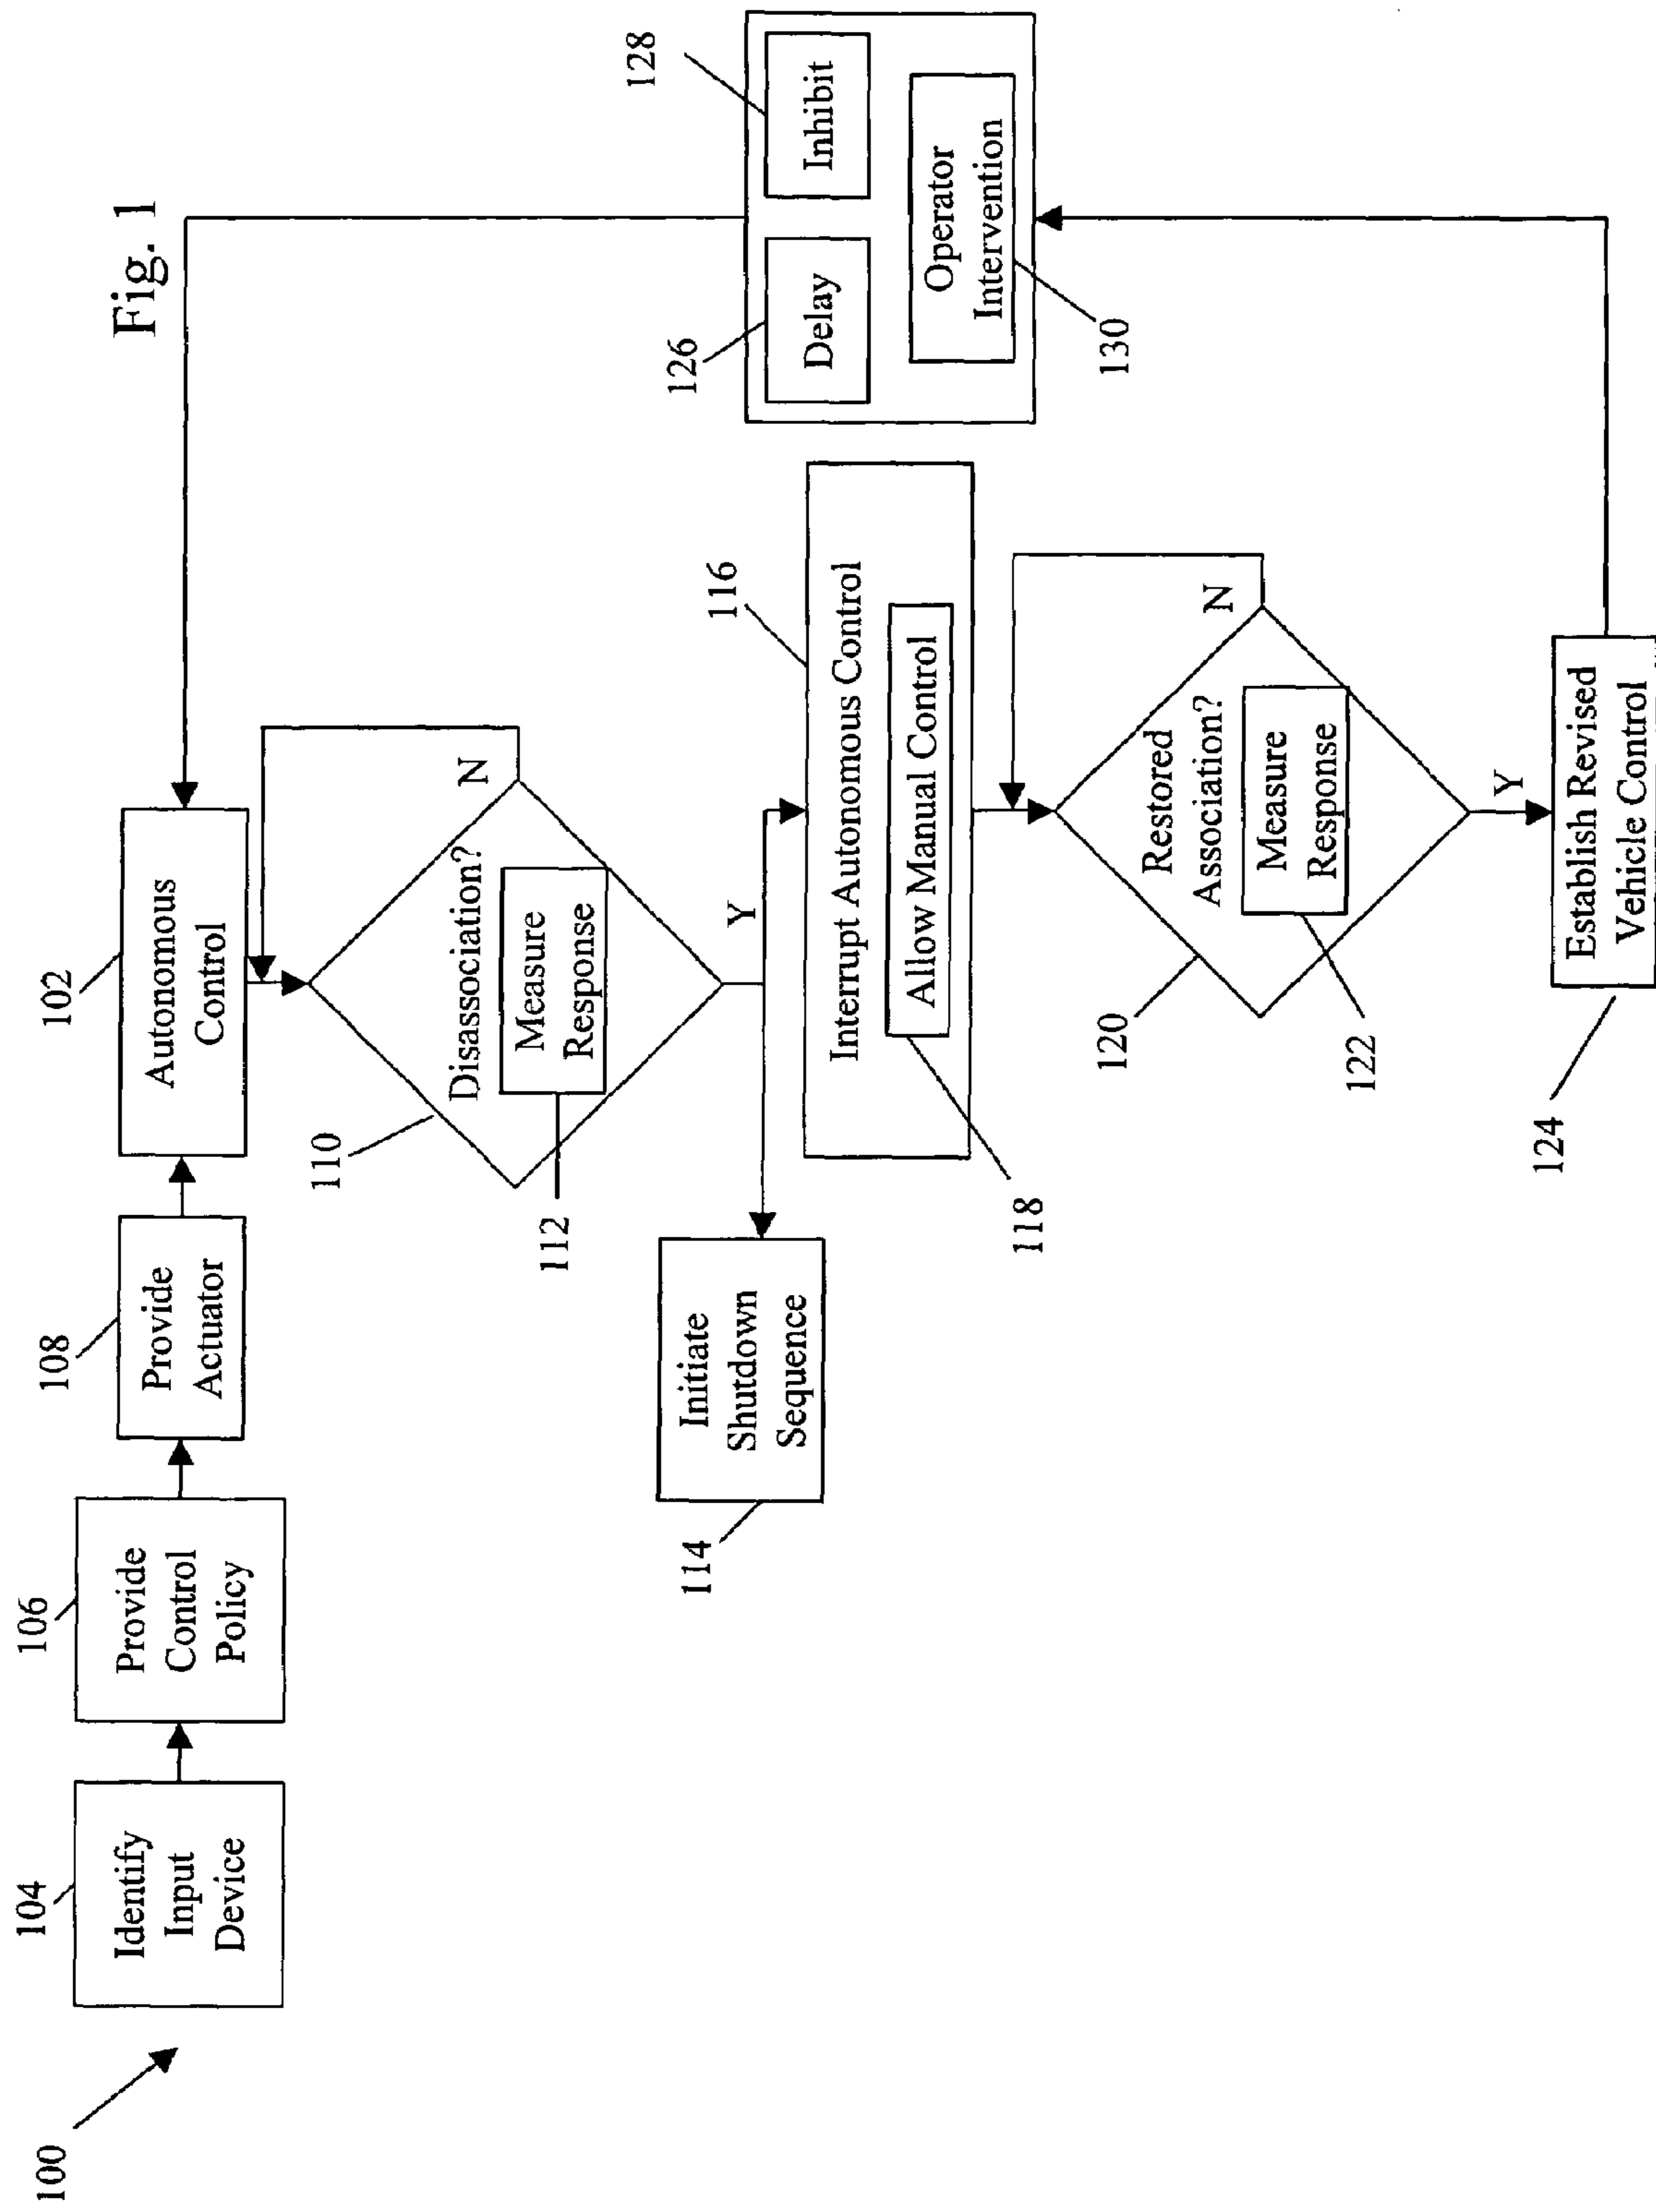 Fig. 1
100
104
Identify
Input
Device
106
Provide
Control
Policy
108
Provide
Actuator
102
Autonomous
Control
110
Disassociation?
N
112
Measure
Response
Y
114
Initiate
Shutdown
Sequence
116
Interrupt Autonomous Control
118
Allow Manual Control
120
Restored
Association?
N
122
Measure
Response
Y
124
Establish Revised
Vehicle Control
126
Delay
128
Inhibit
130
Operator
Intervention